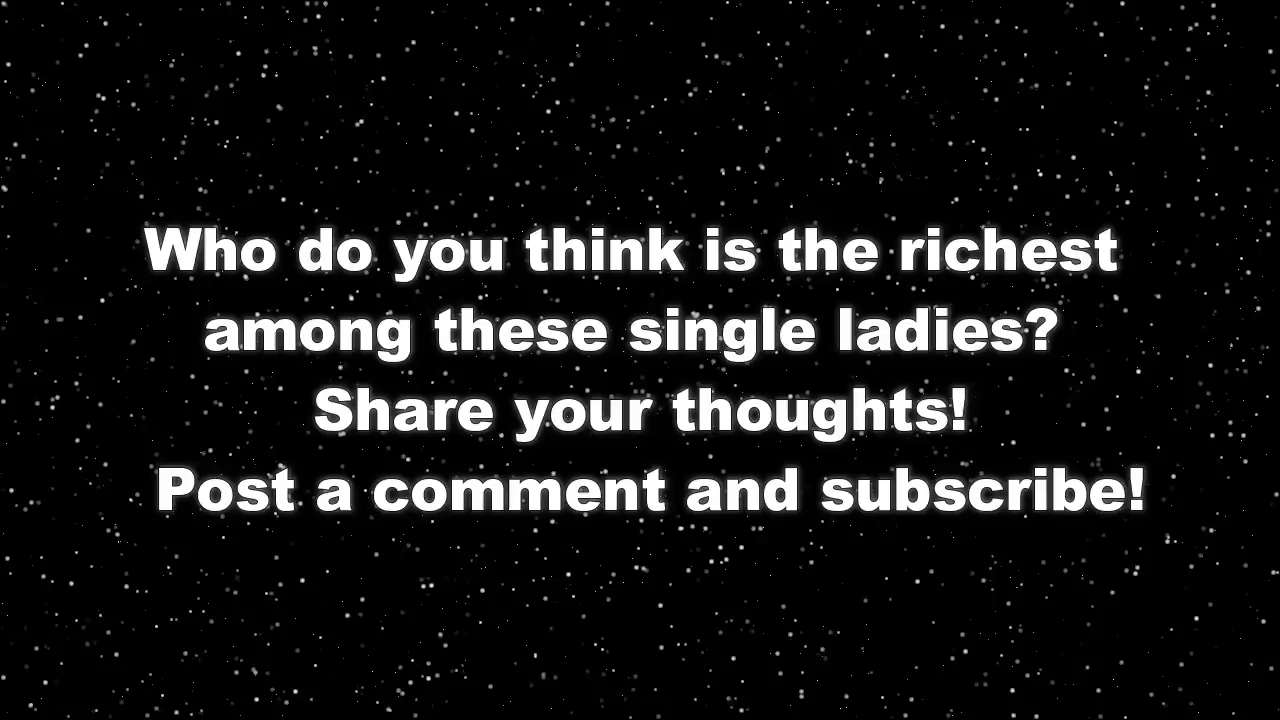 Who do you think is the richest
among these single ladies?
Share your thoughts!
Post a comment and subscribe!